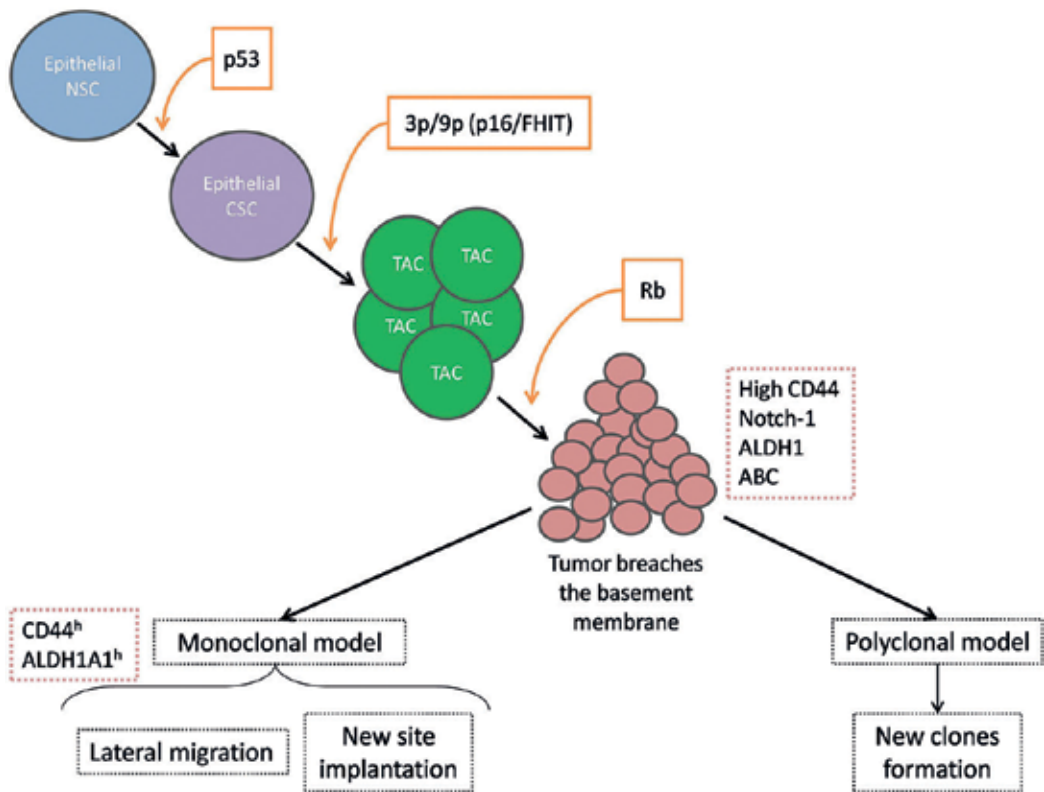 Epithelial
NSC
p53
3p/9p (p16/FHIT)
Epithelial
CSC
TAC
TAC
TAC
TAC
TAC
Rb
High CD44
Notch-1
ALDH1
ABC
Tumor breaches
the basement
membrane
CD44ʰ
ALDH1A1ʰ
Monoclonal model
Polyclonal model
Lateral migration
New site
implantation
New clones
formation